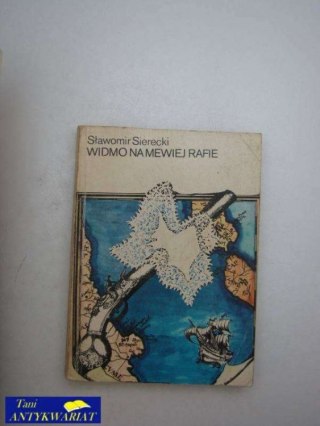 Sławomir Sierecki
WIDMO NA MEWIEJ RAFIE
Tani
ANTYKWARIAT